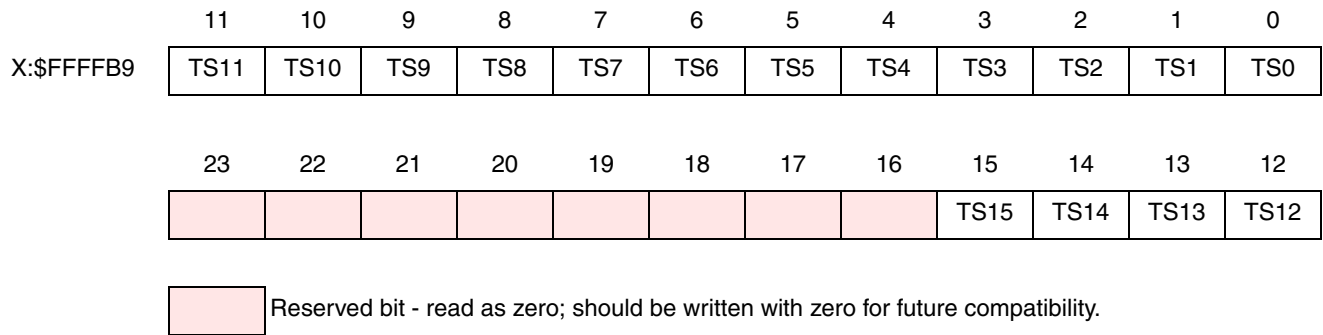 11 10 9 8 7 6 5 4 3 2 1 0
X:$FFFFB9 TS11 TS10 TS9 TS8 TS7 TS6 TS5 TS4 TS3 TS2 TS1 TS0
23 22 21 20 19 18 17 16 15 14 13 12
TS15 TS14 TS13 TS12
Reserved bit - read as zero; should be written with zero for future compatibility.